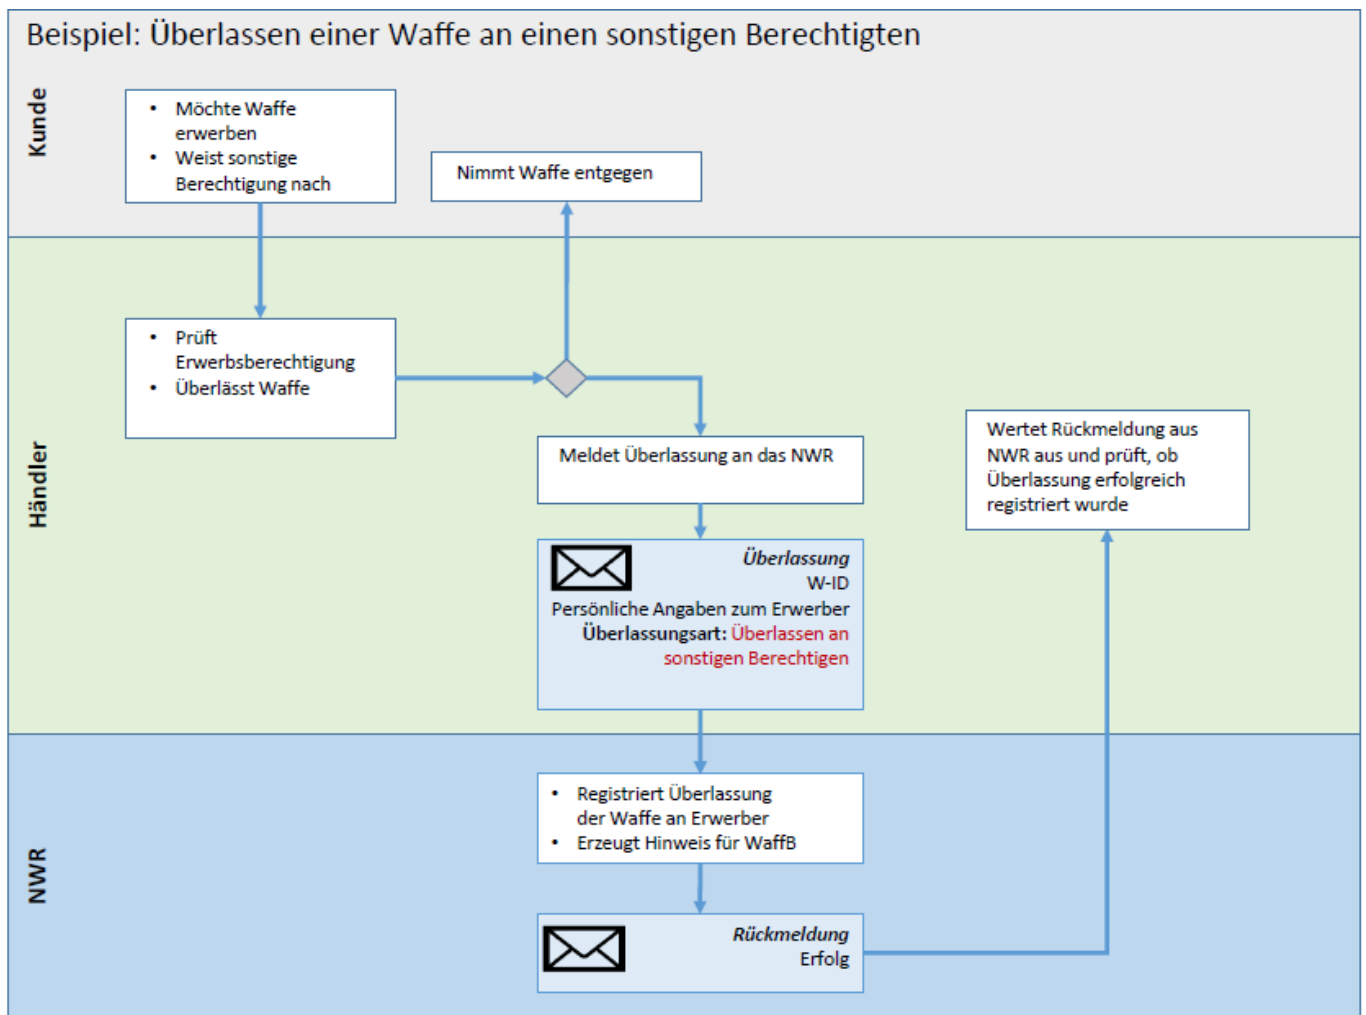 Beispiel: Überlassen einer Waffe an einen sonstigen Berechtigten
Kunde
• Möchte Waffe
erwerben
• Weist sonstige
Berechtigung nach
Nimmt Waffe entgegen
Händler
• Prüft
Erwerbsberechtigung
• Überlässt Waffe
Meldet Überlassung an das NWR
Überlassung
W-ID
Persönliche Angaben zum Erwerber
Überlassungsart: Überlassen an
sonstigen Berechtigen
Wertet Rückmeldung aus
NWR aus und prüft, ob
Überlassung erfolgreich
registriert wurde
NWR
• Registriert Überlassung
der Waffe an Erwerber
• Erzeugt Hinweis für WaffB
Rückmeldung
Erfolg